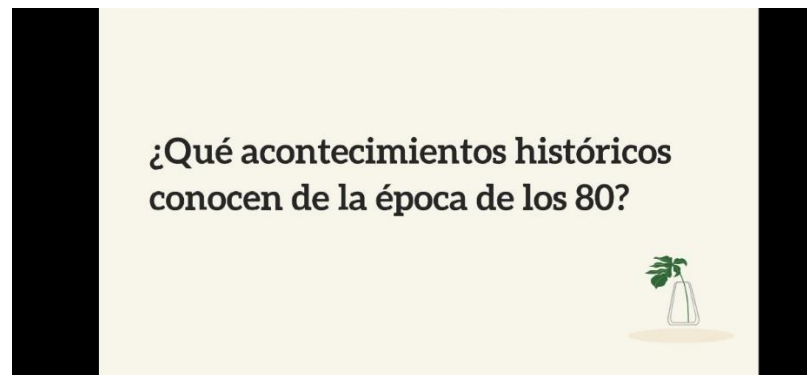 ¿Qué acontecimientos históricos
conocen de la época de los 80?